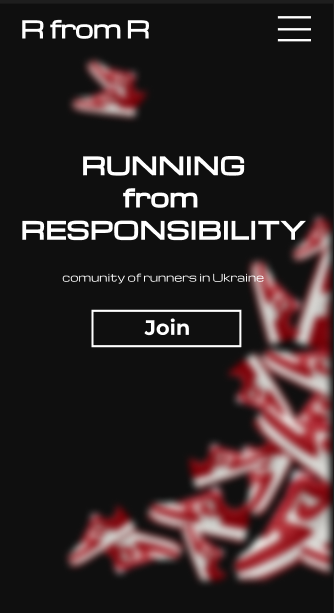 R from R
RUNNING
from
RESPONSIBILITY
comunity of runners in Ukraine
Join